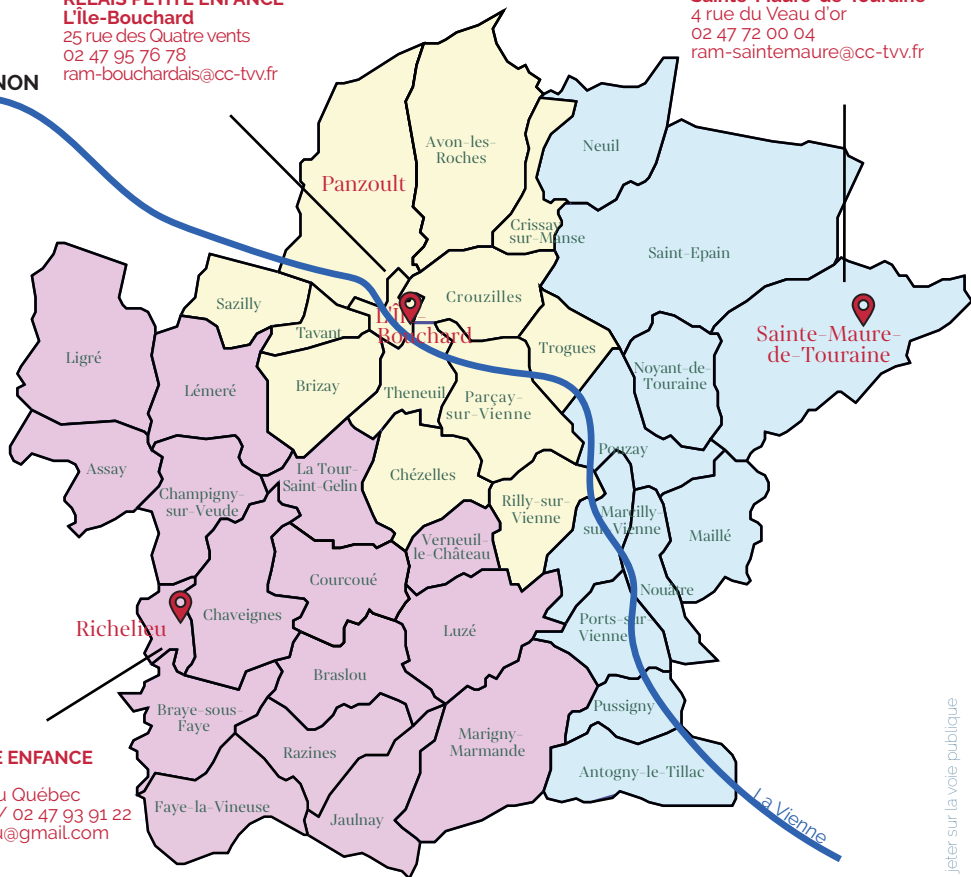 RELAIS PETITE ENFANCE
L'Île-Bouchard
25 rue des Quatre vents
02 47 95 76 78
ram-bouchardais@cc-tvv.fr
Sainte-Maure-de-Touraine
4 rue du Veau d'or
02 47 72 00 04
ram-saintemaure@cc-tvv.fr
NON
Avon-les-
Roches
Neuil
Panzoult
Crissay
sur-Manse
Saint-Epain
Sazilly
Crouzilles
Tavant
L'Île-
Bouchard
Trogues
Sainte-Maure-
de-Touraine
Ligré
Lémeré
Brizay
Theneuil
Parçay-
sur-Vienne
Noyant-de-
Touraine
Assay
Champigny-
sur-Veude
La Tour-
Saint-Gelin
Chézelles
Rilly-sur-
Vienne
Pouzay
Marcilly-
sur-Vienne
Maillé
Verneuil-
le-Château
Courcoué
Nouâtre
Richelieu
Chaveignes
Luzé
Ports-sur-
Vienne
Braslou
Braye-sous-
Faye
Pussigny
Razines
Marigny-
Marmande
Antogny-le-Tillac
Faye-la-Vineuse
Jaulnay
La Vienne
E ENFANCE
u Québec
/ 02 47 93 91 22
u@gmail.com
jeter sur la voie publique